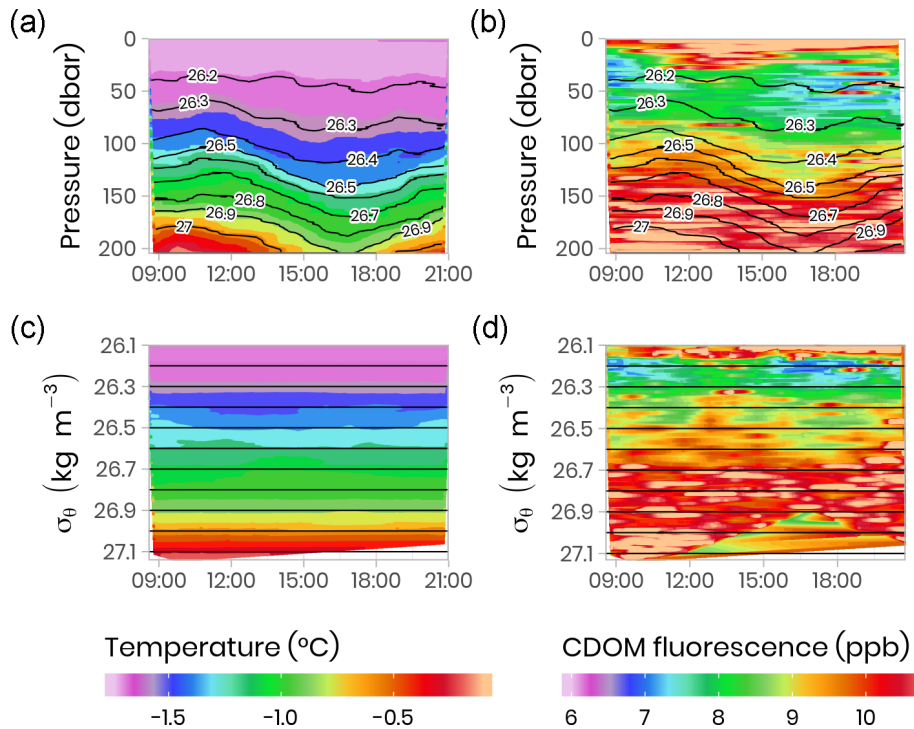 (a)
(b)
Pressure (dbar)
0
50
100
150
200
26.2
26.3
26.3
26.5
26.4
26.5
26.8
26.7
26.9
26.9
27
09:00 12:00 15:00 18:00 21:00
Pressure (dbar)
0
50
100
150
200
26.2
26.3
26.3
26.5
26.4
26.5
26.8
26.7
26.9
26.9
27
09:00 12:00 15:00 18:00
(c)
(d)
σθ (kg m⁻³)
26.1
26.3
26.5
26.7
26.9
27.1
09:00 12:00 15:00 18:00 21:00
σθ (kg m⁻³)
26.1
26.3
26.5
26.7
26.9
27.1
09:00 12:00 15:00 18:00
Temperature (°C)
-1.5 -1.0 -0.5
CDOM fluorescence (ppb)
6 7 8 9 10